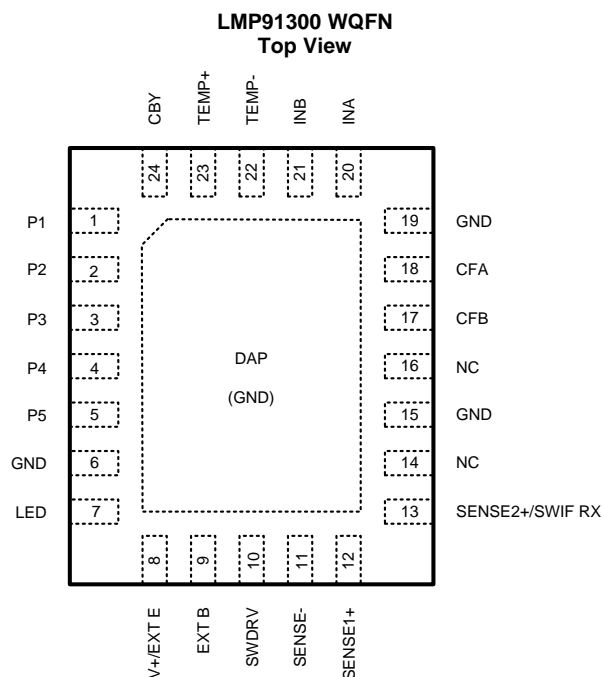 LMP91300 WQFN
Top View
CBY
TEMP+
TEMP-
INB
INA
24
23
22
21
20
P1
1
19
GND
P2
2
18
CFA
P3
3
17
CFB
P4
4
DAP
16
NC
(GND)
P5
5
15
GND
GND
6
14
NC
LED
7
13
SENSE2+/SWIF RX
8
9
10
11
12
V+/EXT E
EXT B
SWDRV
SENSE-
SENSE1+